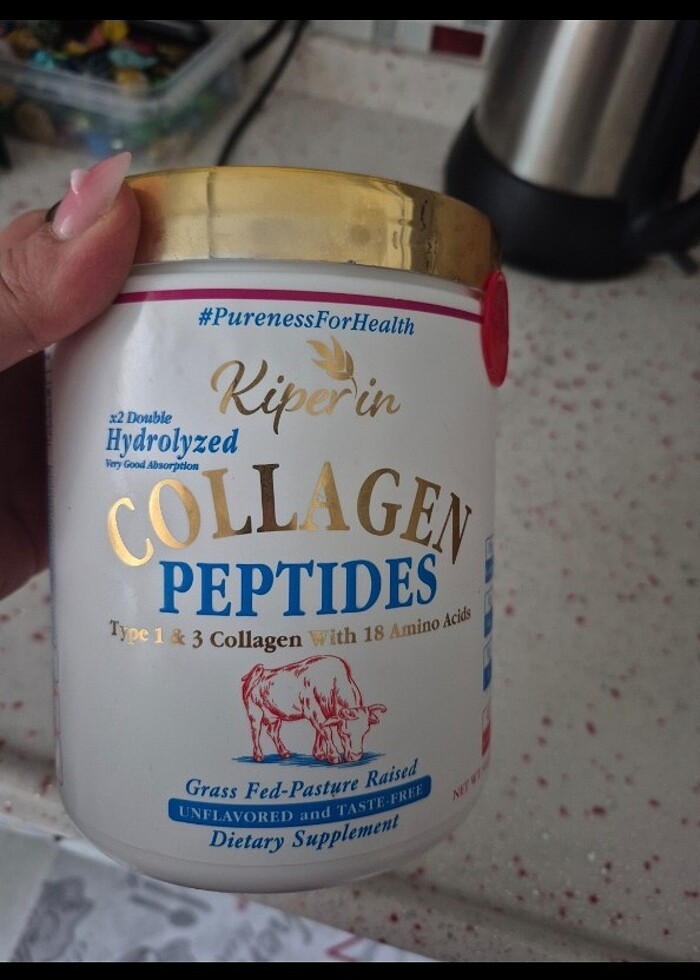 #PurenessForHealth
Kiper'in
x2 Double
Hydrolyzed
Very Good Absorption
COLLAGEN
PEPTIDES
Type 1 & 3 Collagen With 18 Amino Acids
Grass Fed-Pasture Raised
UNFLAVORED and TASTE-FREE
Dietary Supplement
NET